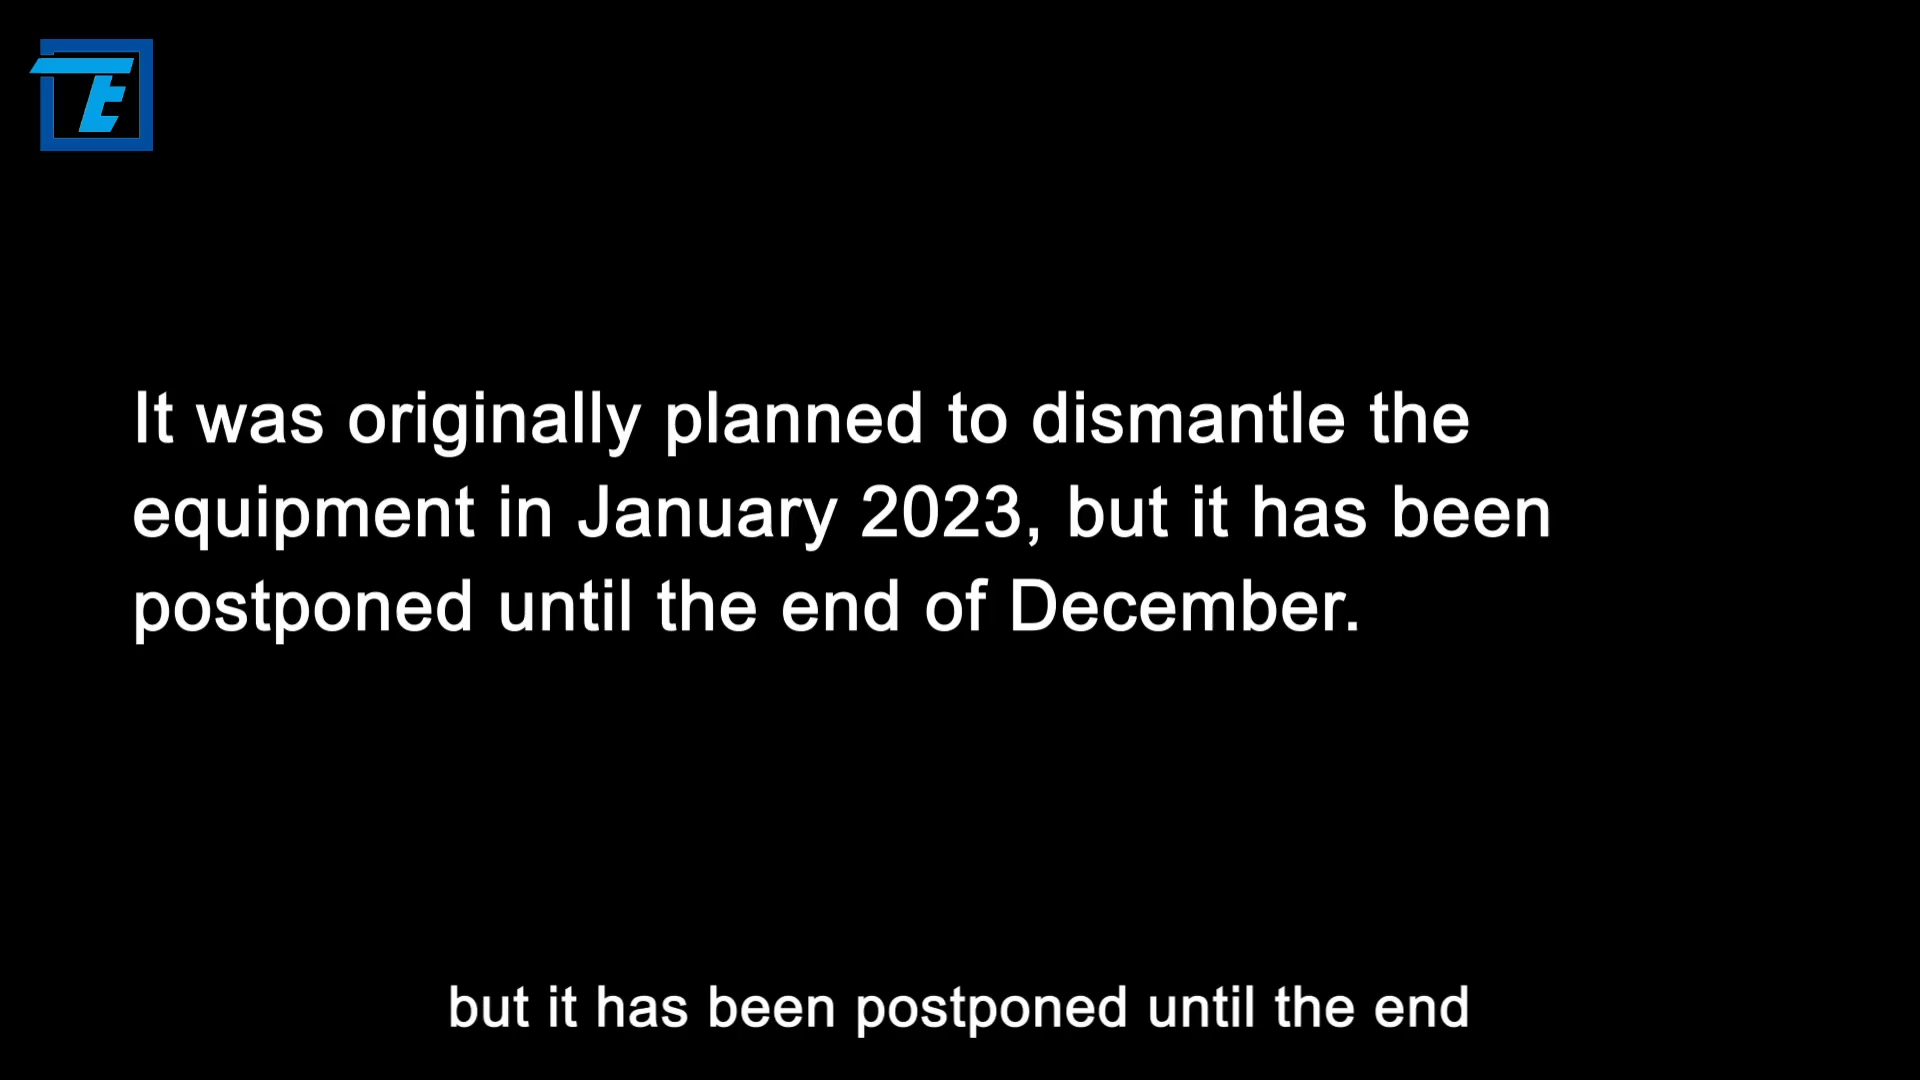 TE
It was originally planned to dismantle the
equipment in January 2023, but it has been
postponed until the end of December.
but it has been postponed until the end